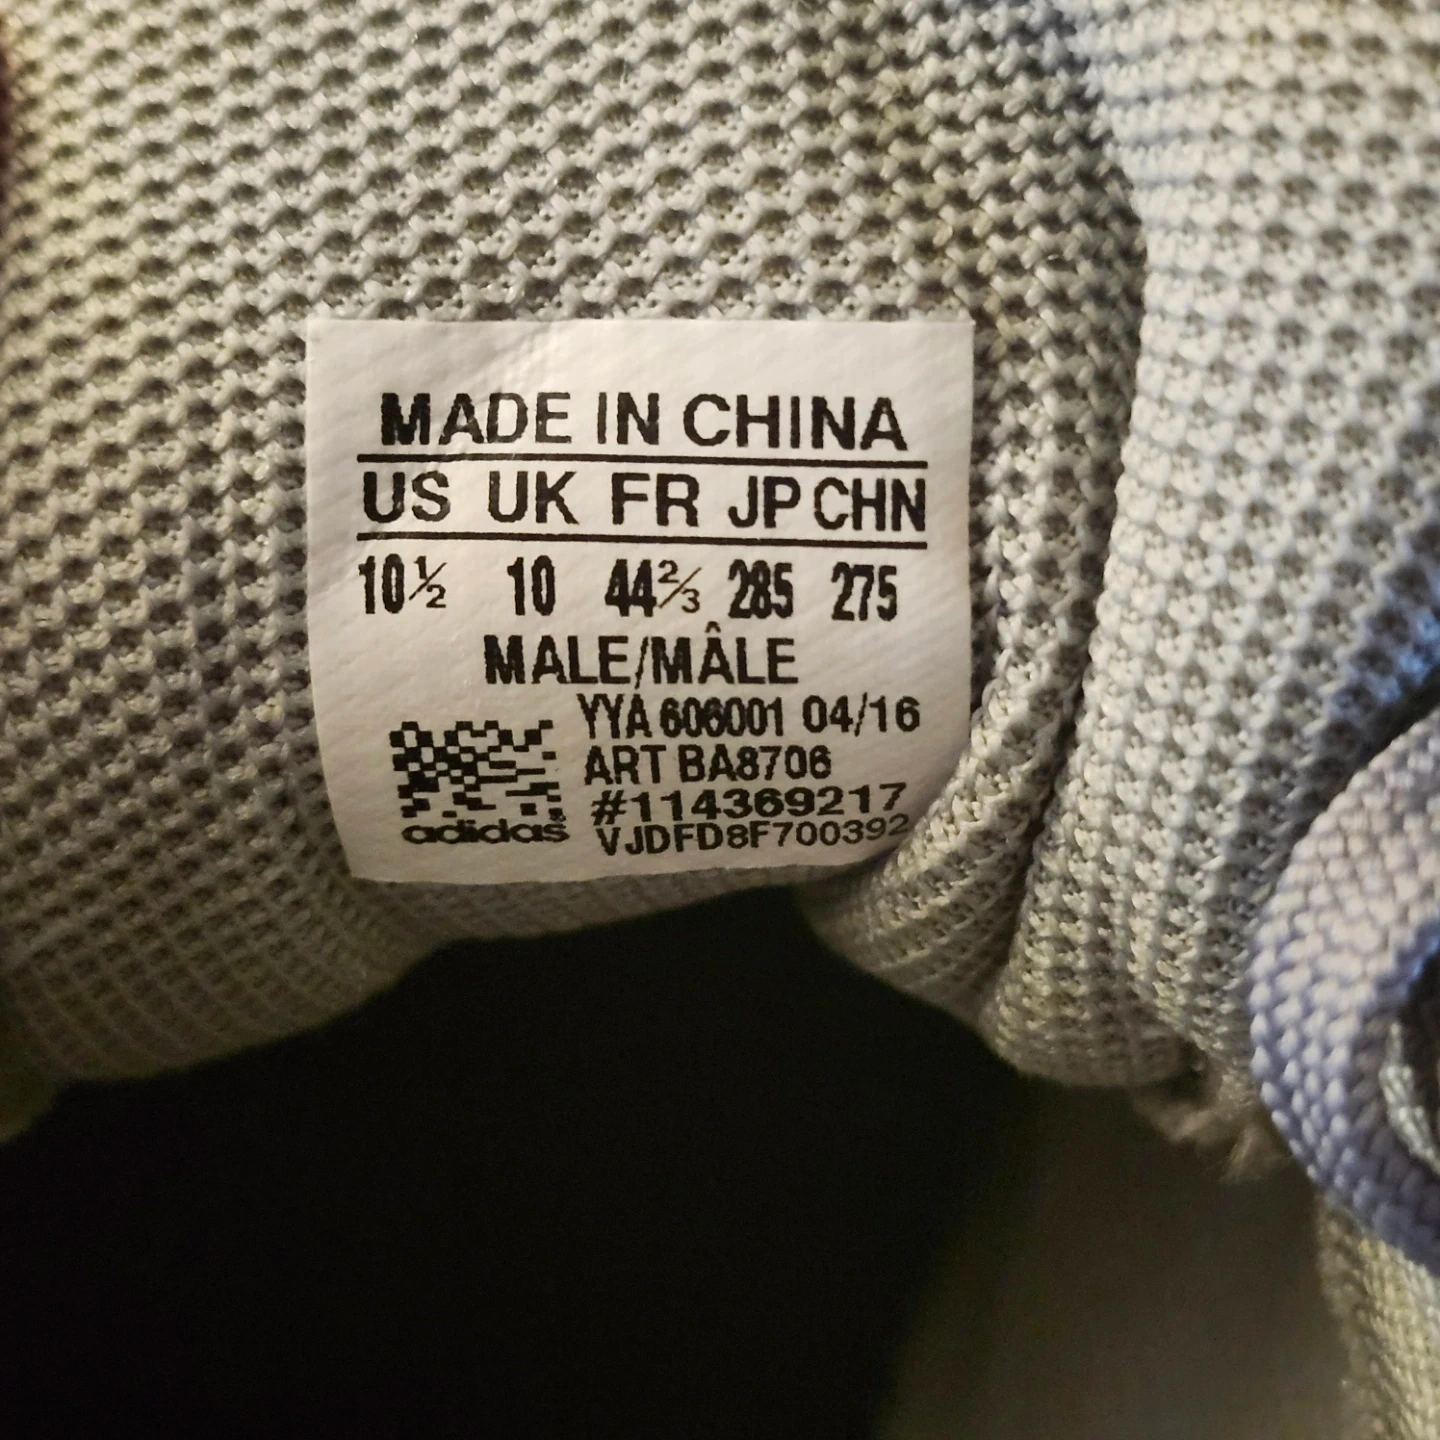 MADE IN CHINA
US UK FR JP CHN
10½ 10 44⅔ 285 275
MALE/MÂLE
YYA 606001 04/16
ART BA8706
#114369217
adidas® VJDFD8F700392